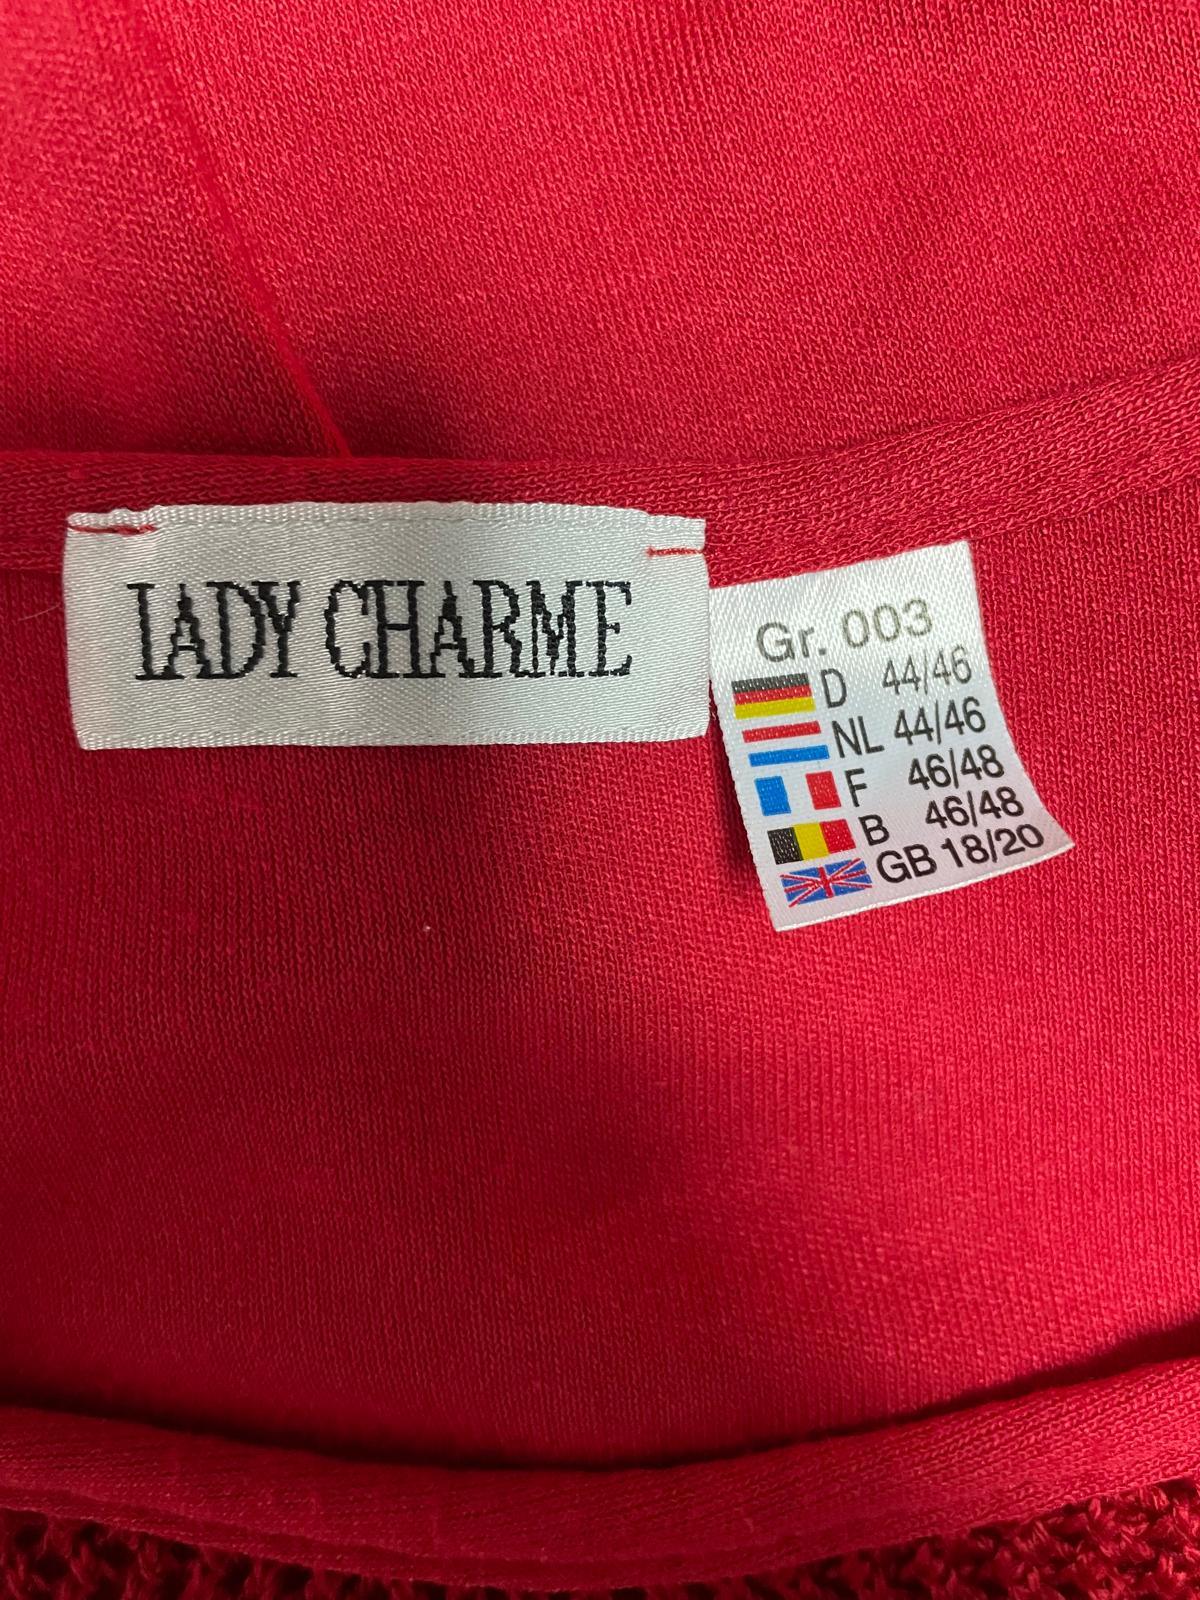 LADY CHARME
Gr. 003
D 44/46
NL 44/46
F 46/48
B 46/48
GB 18/20